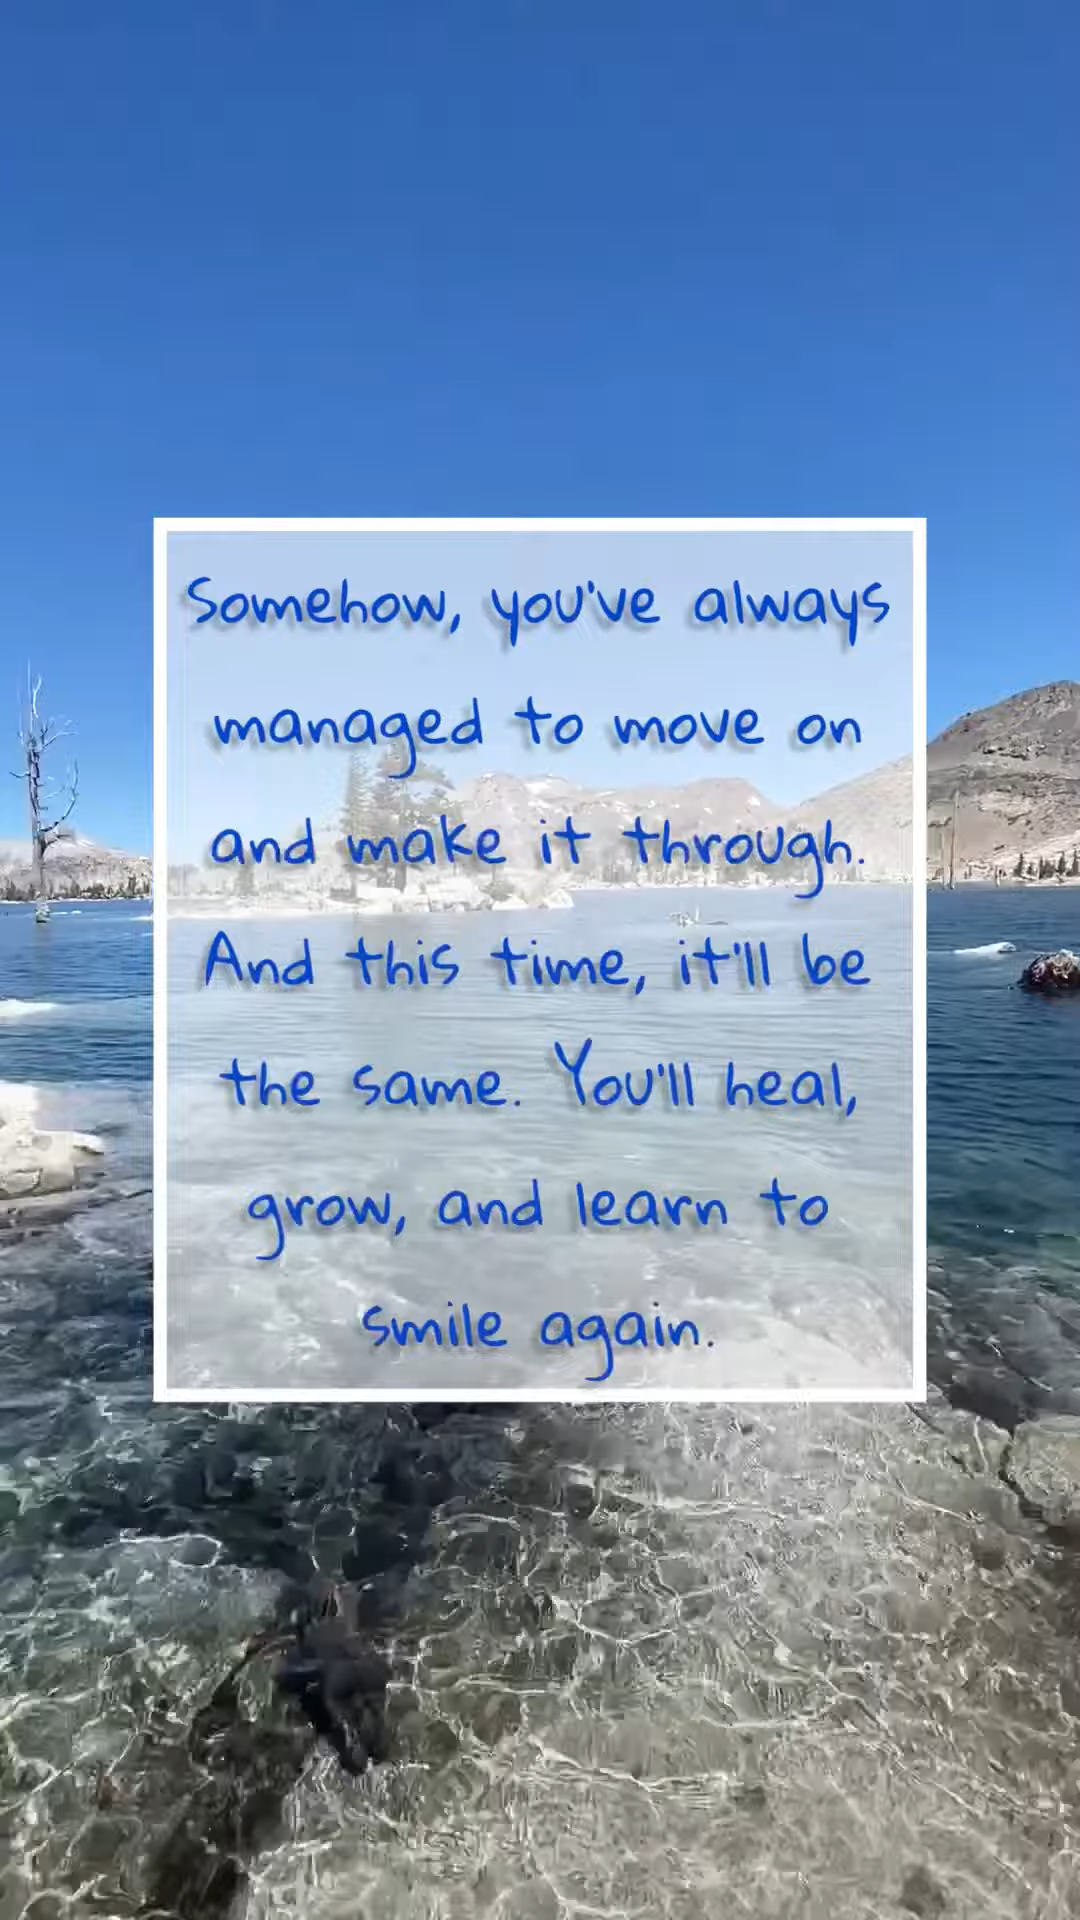 Somehow, you've always
managed to move on
and make it through.
And this time, it'll be
the same. You'll heal,
grow, and learn to
smile again.